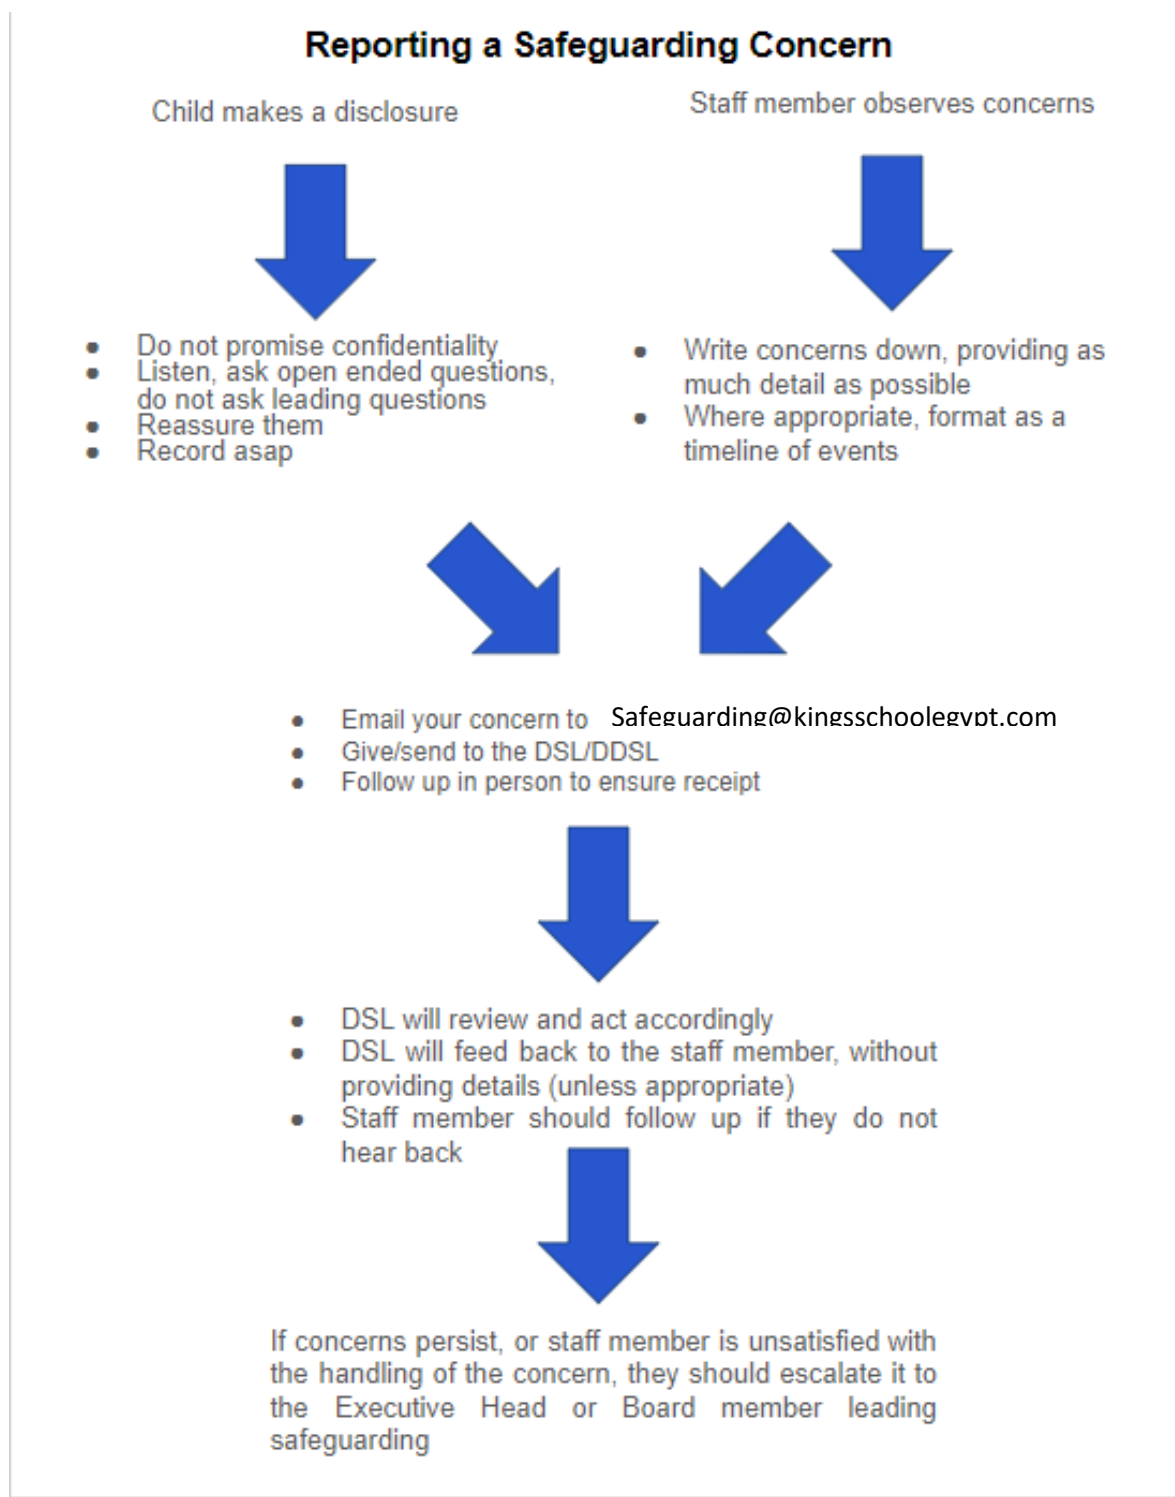 Reporting a Safeguarding Concern
Child makes a disclosure
Staff member observes concerns
● Do not promise confidentiality
● Listen, ask open ended questions,
do not ask leading questions
● Reassure them
● Record asap
● Write concerns down, providing as
much detail as possible
● Where appropriate, format as a
timeline of events
● Email your concern to Safeguarding@kingsschoolegypt.com
● Give/send to the DSL/DDSL
● Follow up in person to ensure receipt
● DSL will review and act accordingly
● DSL will feed back to the staff member, without
providing details (unless appropriate)
● Staff member should follow up if they do not
hear back
If concerns persist, or staff member is unsatisfied with
the handling of the concern, they should escalate it to
the Executive Head or Board member leading
safeguarding